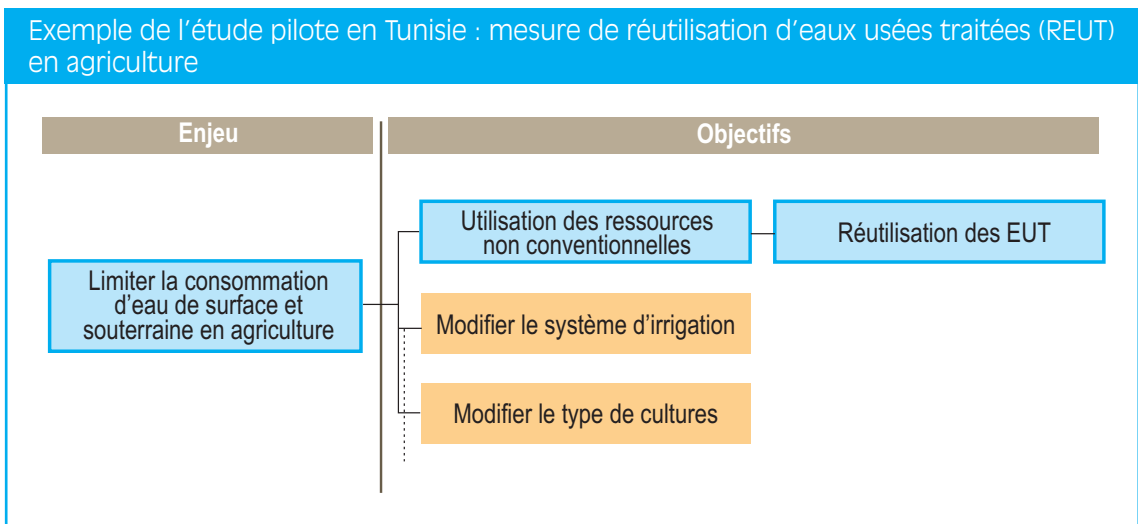 Exemple de l'étude pilote en Tunisie : mesure de réutilisation d'eaux usées traitées (REUT)
en agriculture
Enjeu
Objectifs
Limiter la consommation
d'eau de surface et
souterraine en agriculture
Utilisation des ressources
non conventionnelles
Réutilisation des EUT
Modifier le système d'irrigation
Modifier le type de cultures